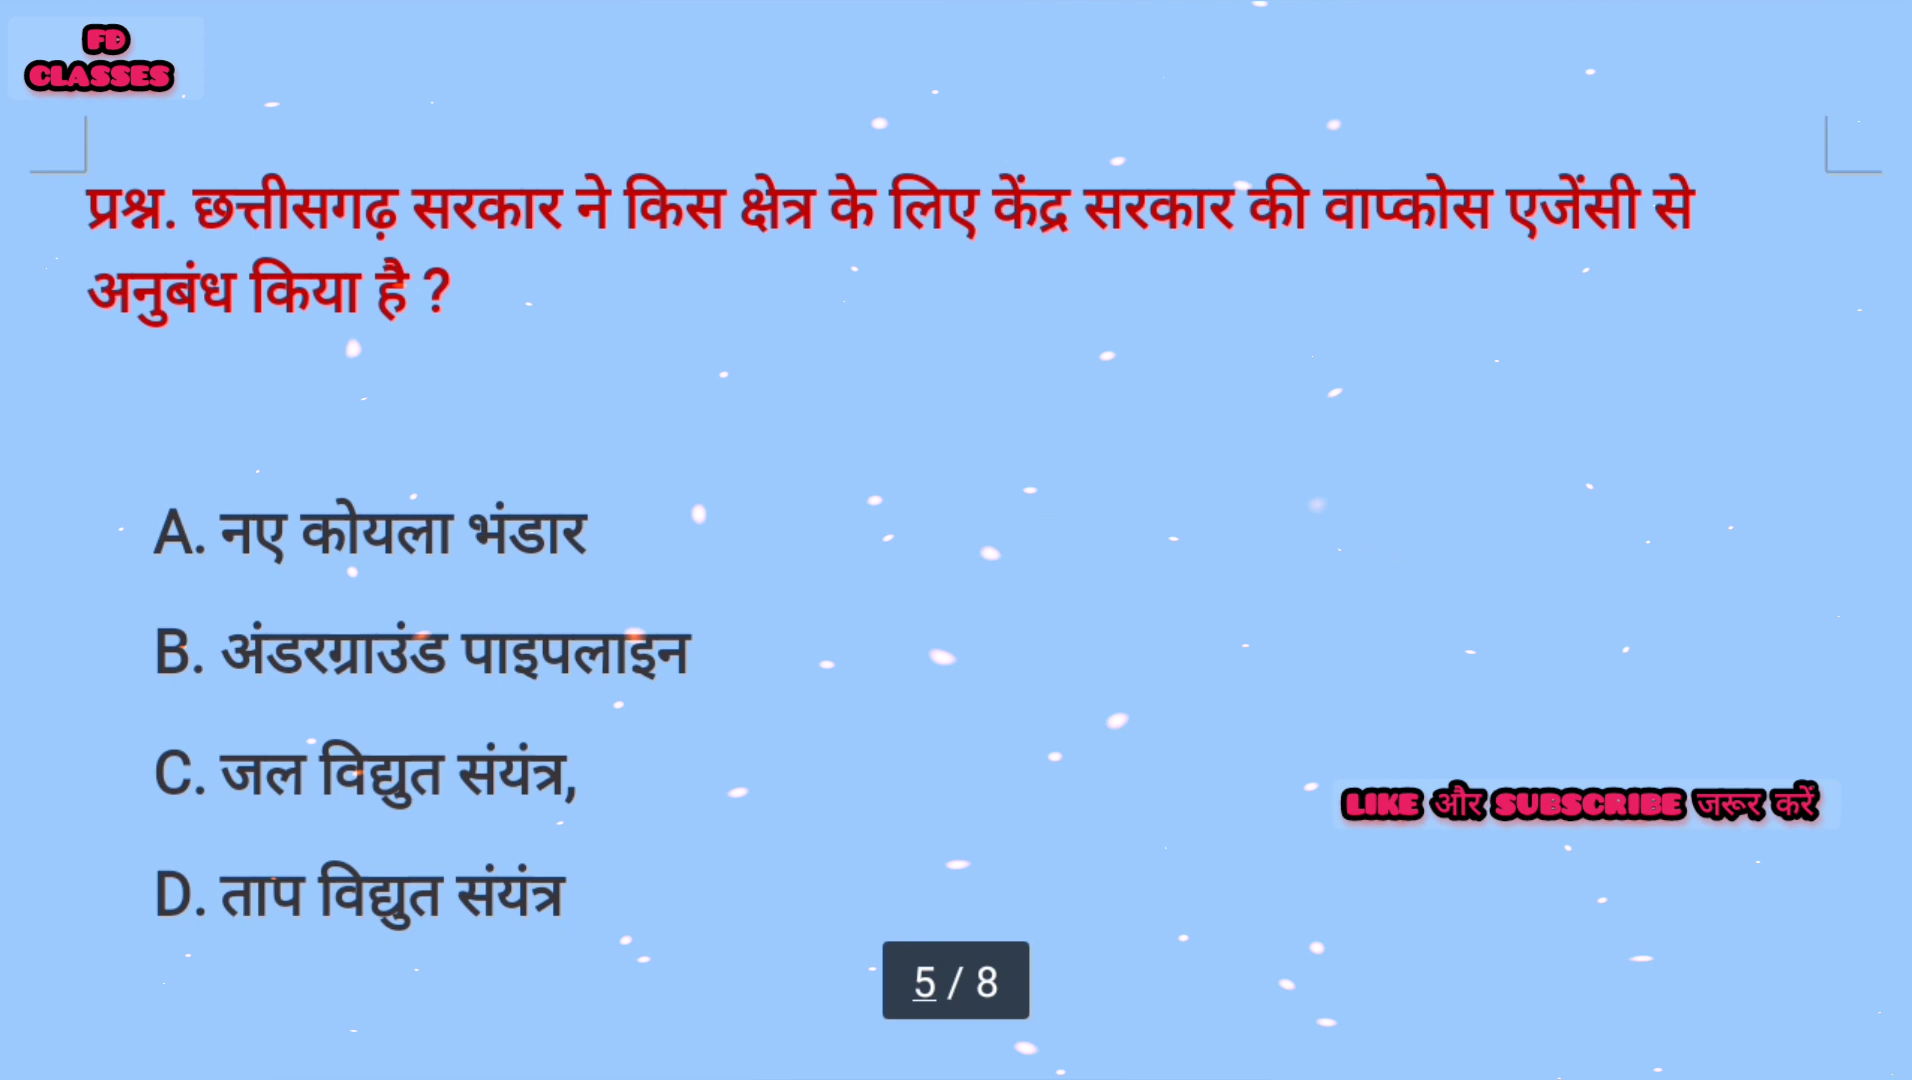 FD
CLASSES
प्रश्न. छत्तीसगढ़ सरकार ने किस क्षेत्र के लिए केंद्र सरकार की वाप्कोस एजेंसी से
अनुबंध किया है ?
A. नए कोयला भंडार
B. अंडरग्राउंड पाइपलाइन
C. जल विद्युत संयंत्र,
LIKE और SUBSCRIBE जरूर करें
D. ताप विद्युत संयंत्र
5 / 8